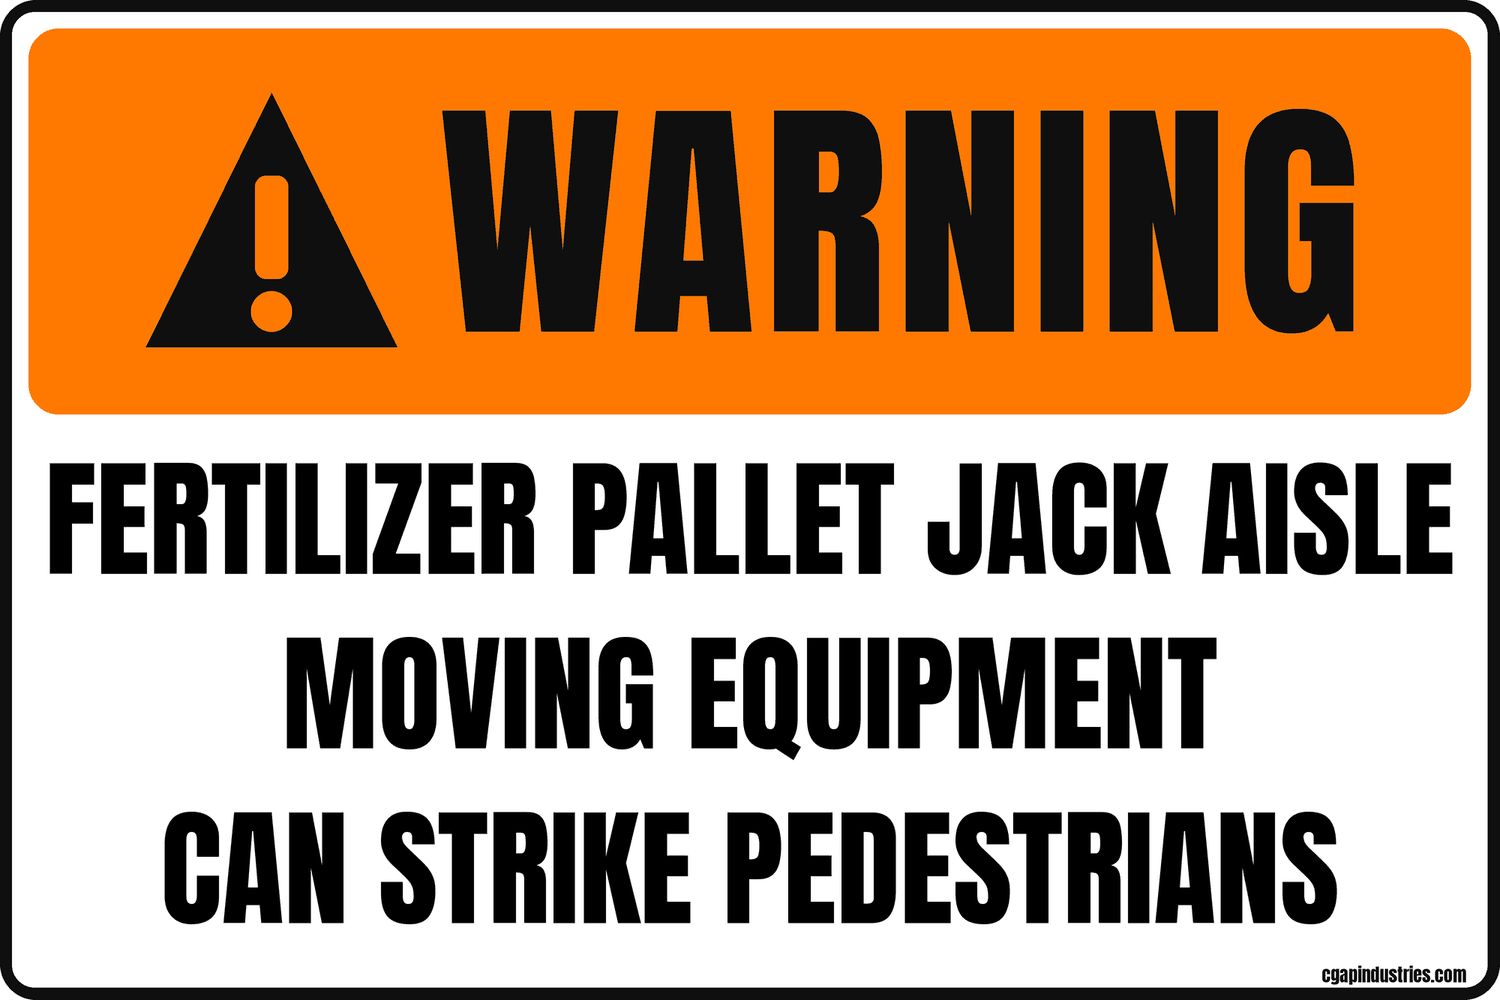 WARNING
FERTILIZER PALLET JACK AISLE
MOVING EQUIPMENT
CAN STRIKE PEDESTRIANS
cgapindustries.com